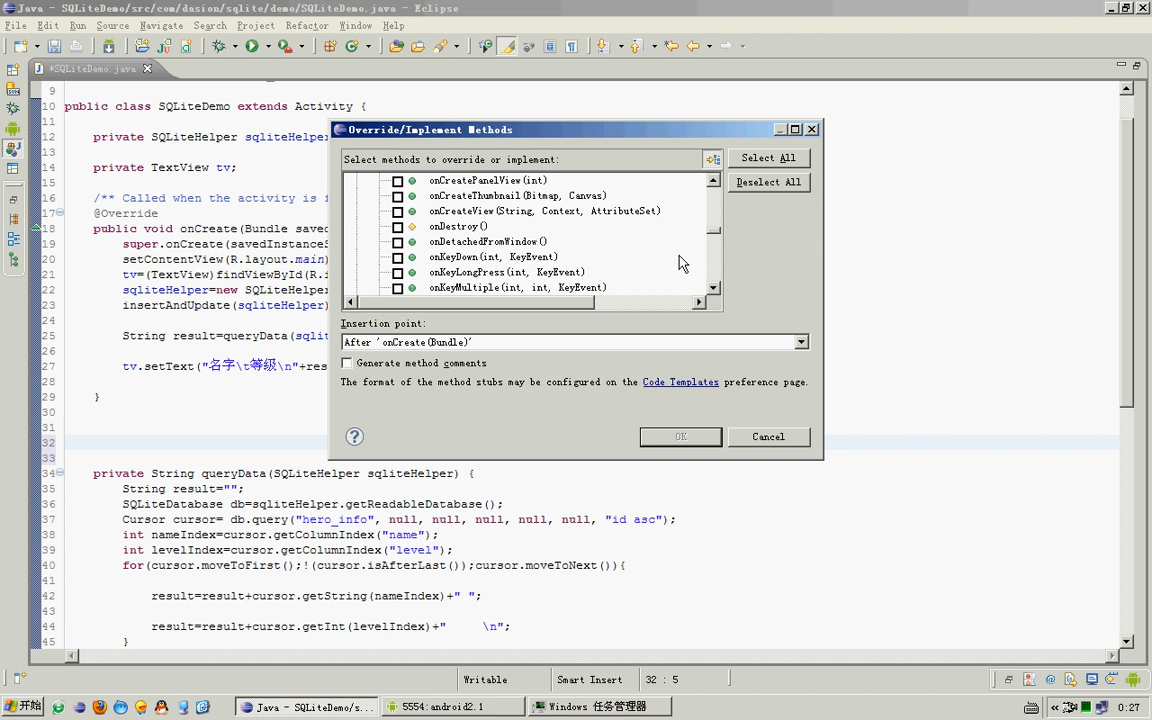 Java - SQLiteDemo/src/com/dasion/sqlite/demo/SQLiteDemo.java - Eclipse
File Edit Run Source Navigate Search Project Refactor Window Help
*SQLiteDemo.java
9
10 public class SQLiteDemo extends Activity {
11
12 private SQLiteHelper sqliteHelper
13
14 private TextView tv;
15
16 /** Called when the activity is f
17 @Override
18 public void onCreate(Bundle saved
19 super.onCreate(savedInstanceS
20 setContentView(R.layout.main)
21 tv=(TextView)findViewById(R.i
22 sqliteHelper=new SQLiteHelper
23 insertAndUpdate(sqliteHelper)
24
25 String result=queryData(sqlit
26
27 tv.setText("名字\t等级\n"+res
28
29 }
30
31
32
33
34 private String queryData(SQLiteHelper sqliteHelper) {
35 String result="";
36 SQLiteDatabase db=sqliteHelper.getReadableDatabase();
37 Cursor cursor= db.query("hero_info", null, null, null, null, null, "id asc");
38 int nameIndex=cursor.getColumnIndex("name");
39 int levelIndex=cursor.getColumnIndex("level");
40 for(cursor.moveToFirst();!(cursor.isAfterLast());cursor.moveToNext()){
41
42 result=result+cursor.getString(nameIndex)+" ";
43
44 result=result+cursor.getInt(levelIndex)+" \n";
45 }
Override/Implement Methods
Select methods to override or implement:
Select All
Deselect All
onCreatePanelView(int)
onCreateThumbnail(Bitmap, Canvas)
onCreateView(String, Context, AttributeSet)
onDestroy()
onDetachedFromWindow()
onKeyDown(int, KeyEvent)
onKeyLongPress(int, KeyEvent)
onKeyMultiple(int, int, KeyEvent)
Insertion point:
After 'onCreate(Bundle)'
Generate method comments
The format of the method stubs may be configured on the Code Templates preference page.
OK Cancel
Writable Smart Insert 32 : 5
开始 Java - SQLiteDemo/s... 5554:android2.1 Windows 任务管理器 0:27